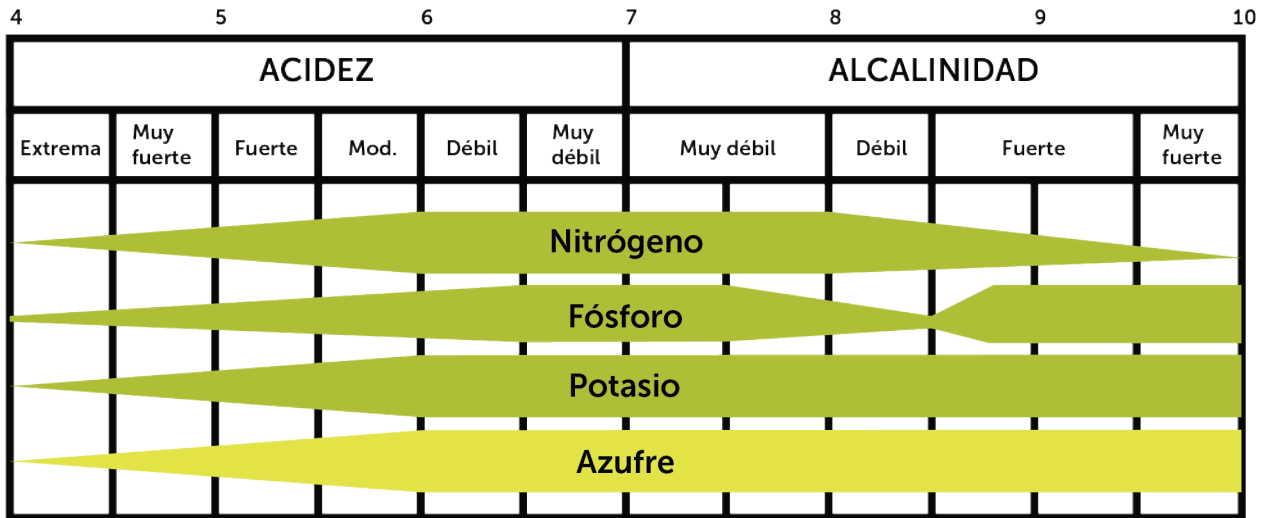 4 5 6 7 8 9 10
ACIDEZ ALCALINIDAD
Extrema Muy fuerte Fuerte Mod. Débil Muy débil Muy débil Débil Fuerte Muy fuerte
Nitrógeno
Fósforo
Potasio
Azufre